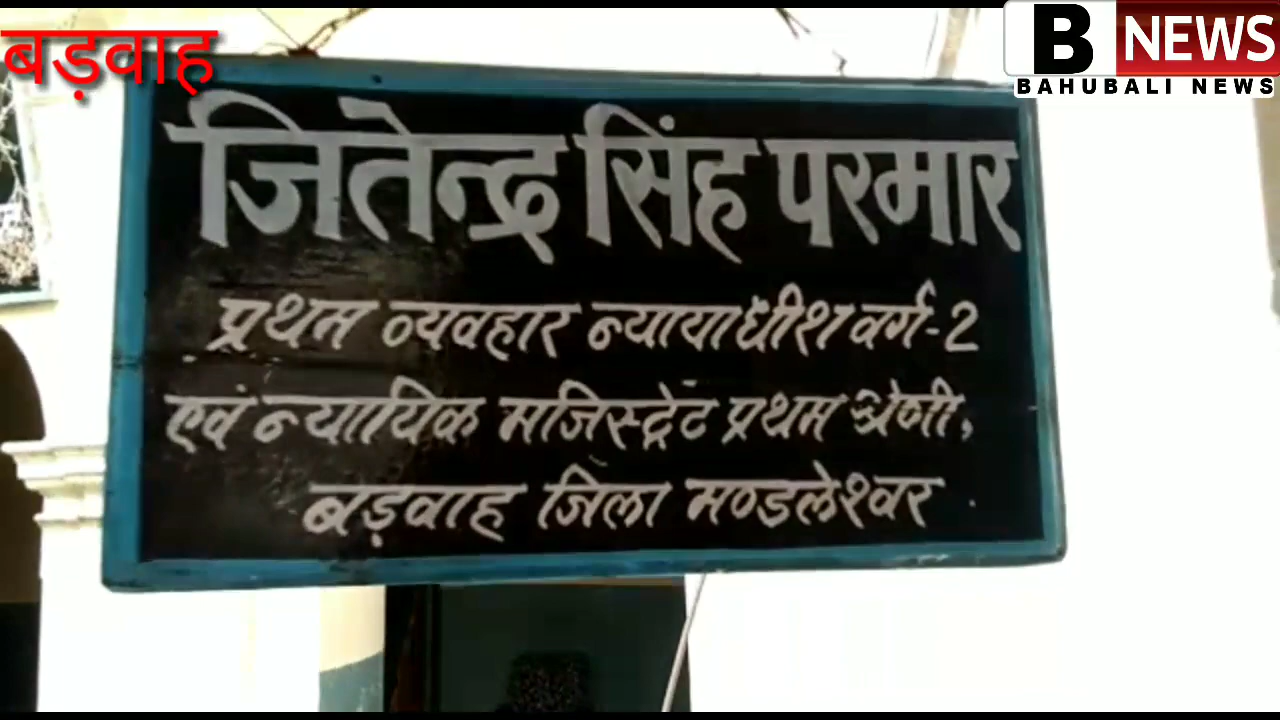 बड़वाह
B NEWS
BAHUBALI NEWS
जितेन्द्र सिंह परमार
प्रथम व्यवहार न्यायाधीश वर्ग-2
एवं न्यायिक मजिस्ट्रेट प्रथम श्रेणी,
बड़वाह जिला मण्डलेश्वर